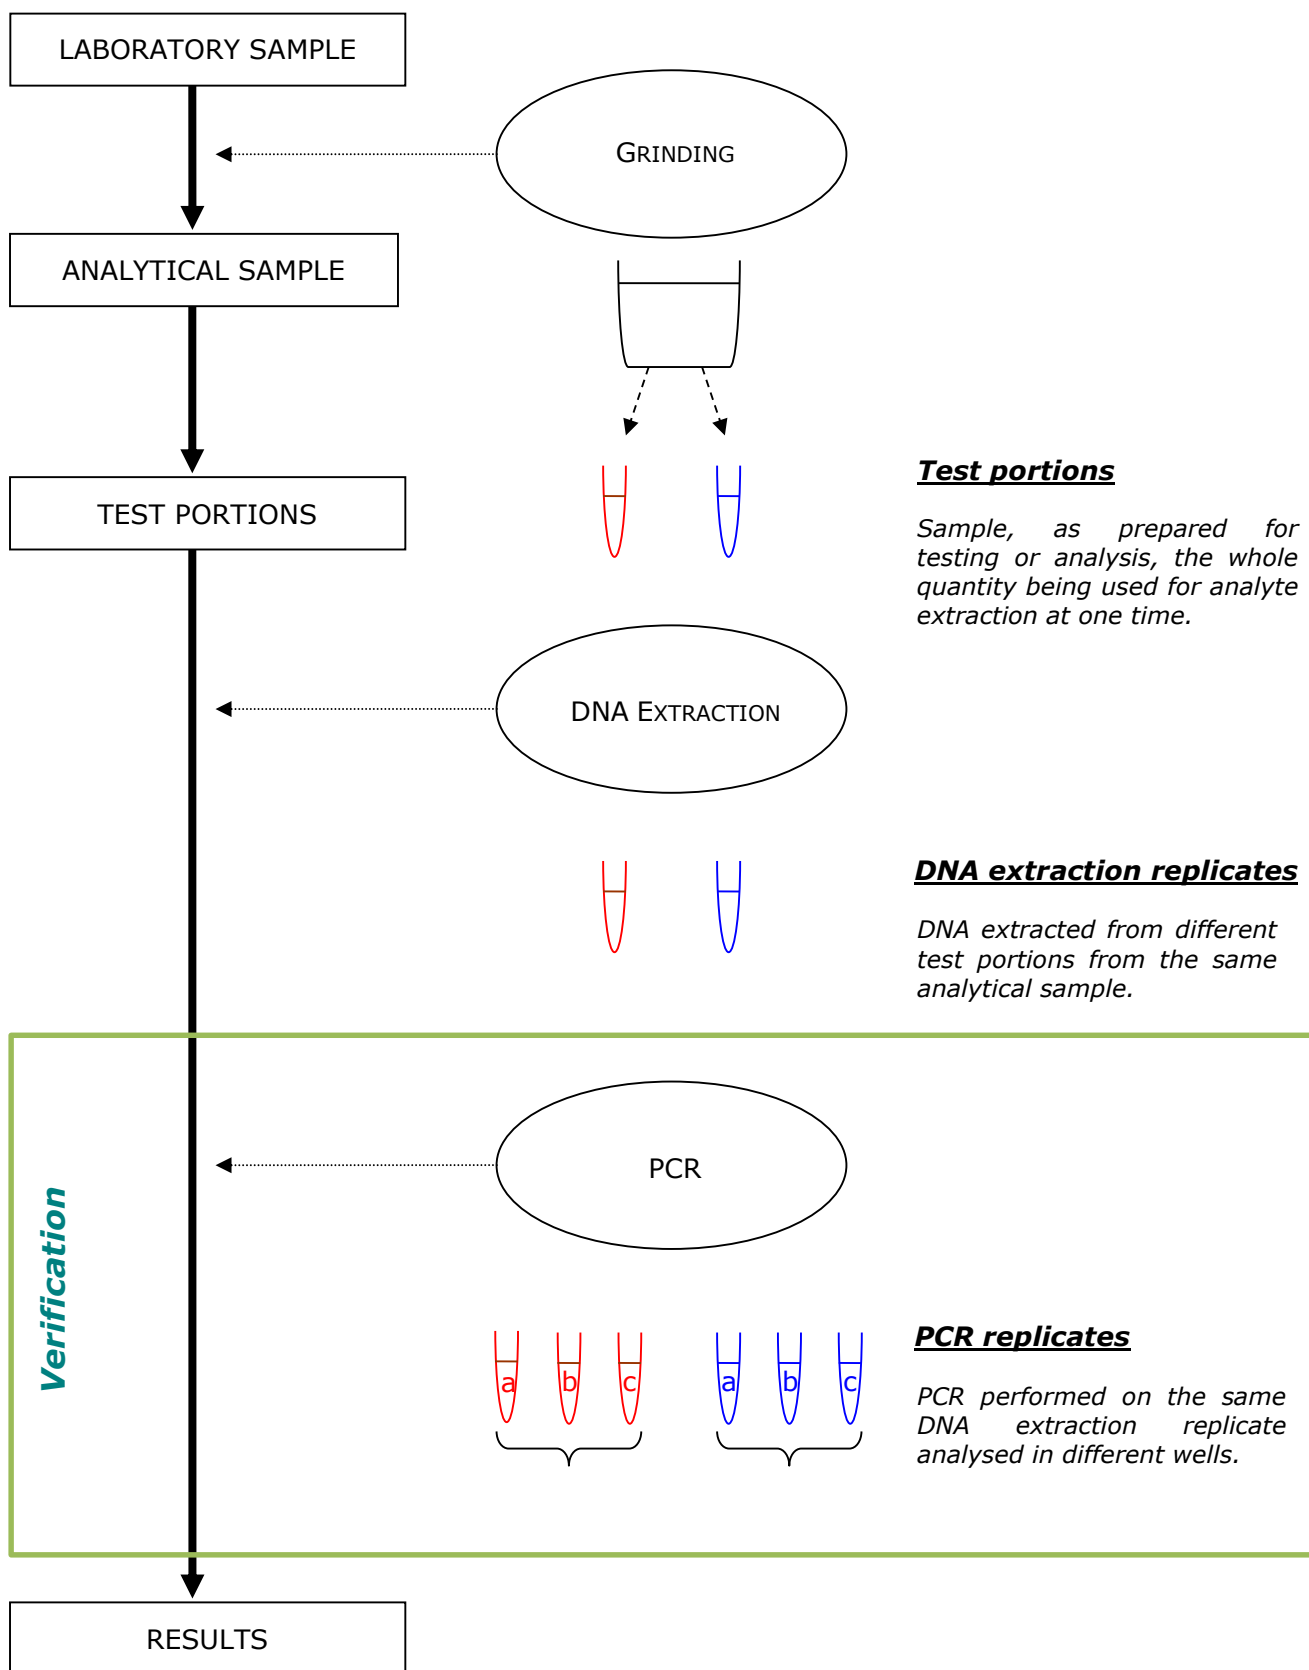 LABORATORY SAMPLE
GRINDING
ANALYTICAL SAMPLE
TEST PORTIONS
Test portions
Sample, as prepared for
testing or analysis, the whole
quantity being used for analyte
extraction at one time.
DNA EXTRACTION
DNA extraction replicates
DNA extracted from different
test portions from the same
analytical sample.
Verification
PCR
a b c a b c
PCR replicates
PCR performed on the same
DNA extraction replicate
analysed in different wells.
RESULTS